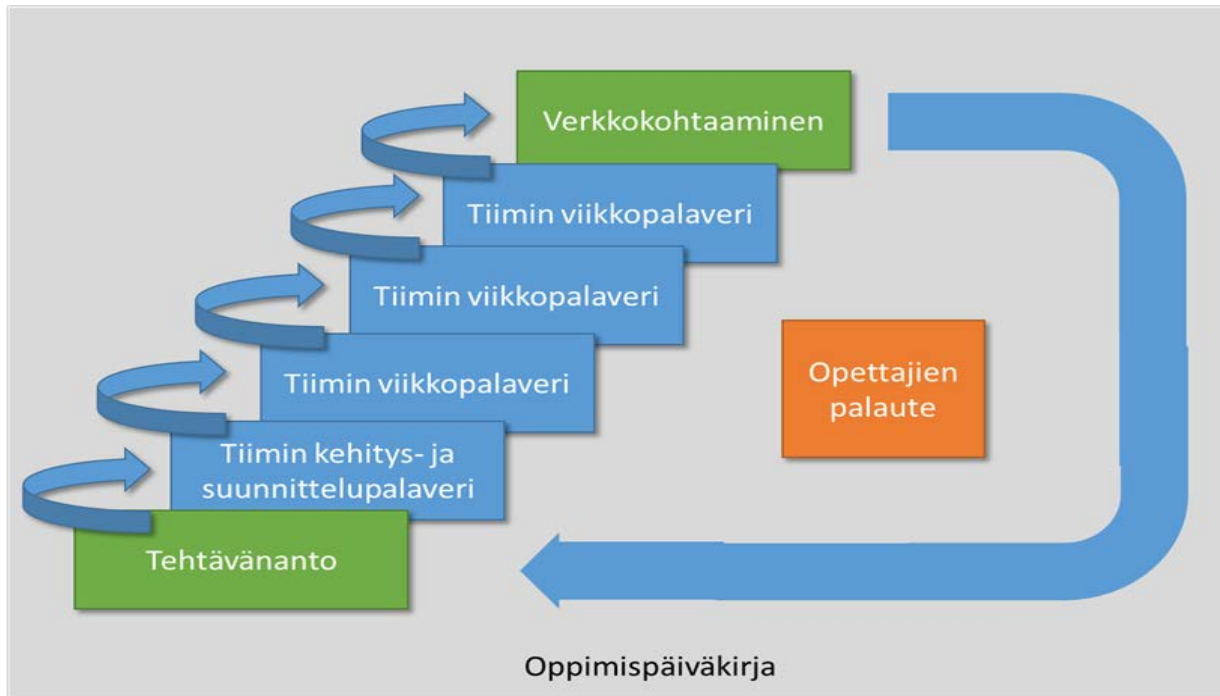 Verkkokohtaaminen
Tiimin viikkopalaveri
Tiimin viikkopalaveri
Tiimin viikkopalaveri
Opettajien
palaute
Tiimin kehitys- ja
suunnittelupalaveri
Tehtävänanto
Oppimispäiväkirja